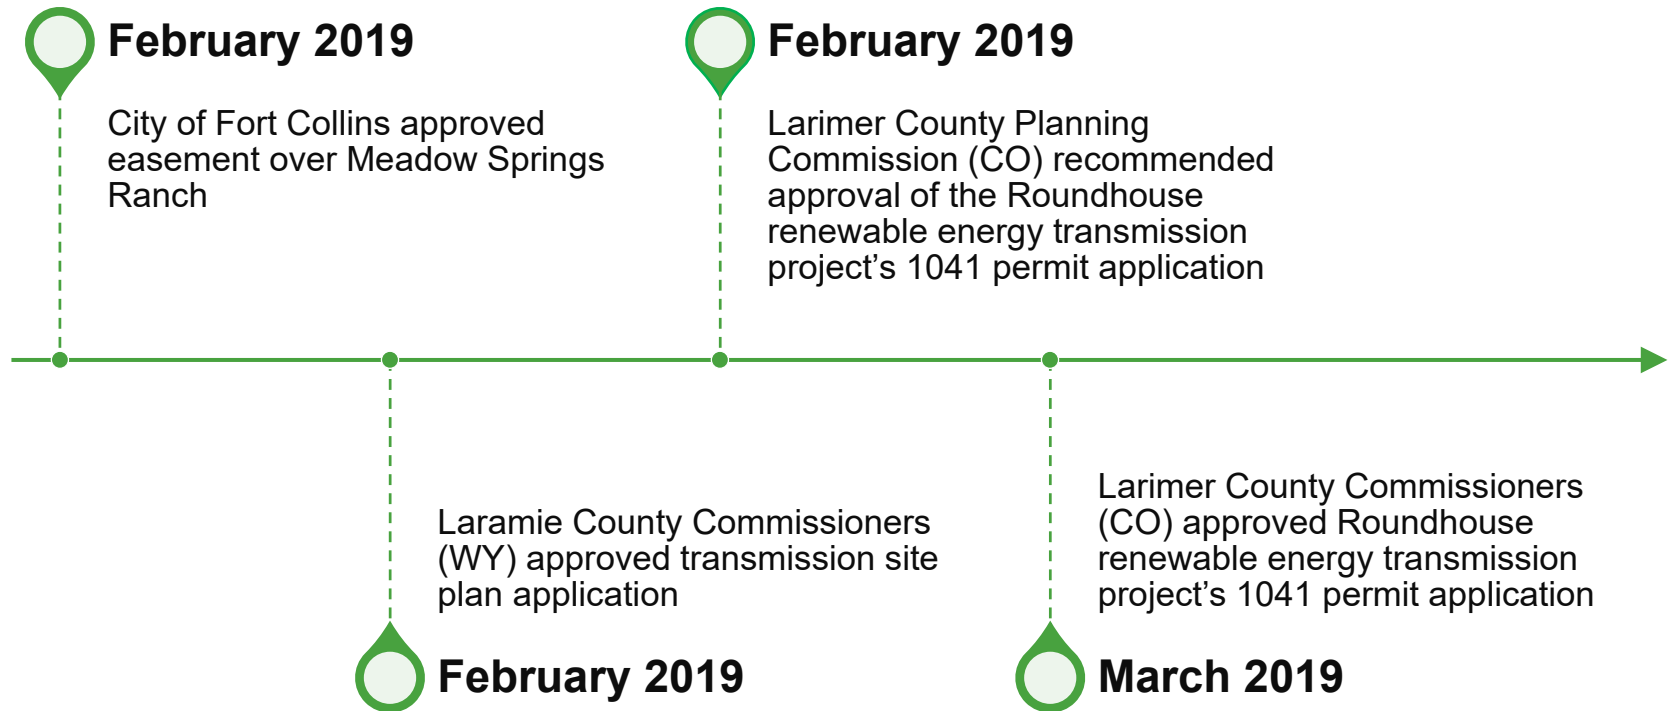 February 2019
City of Fort Collins approved
easement over Meadow Springs
Ranch
February 2019
Larimer County Planning
Commission (CO) recommended
approval of the Roundhouse
renewable energy transmission
project’s 1041 permit application
Laramie County Commissioners
(WY) approved transmission site
plan application
February 2019
Larimer County Commissioners
(CO) approved Roundhouse
renewable energy transmission
project’s 1041 permit application
March 2019